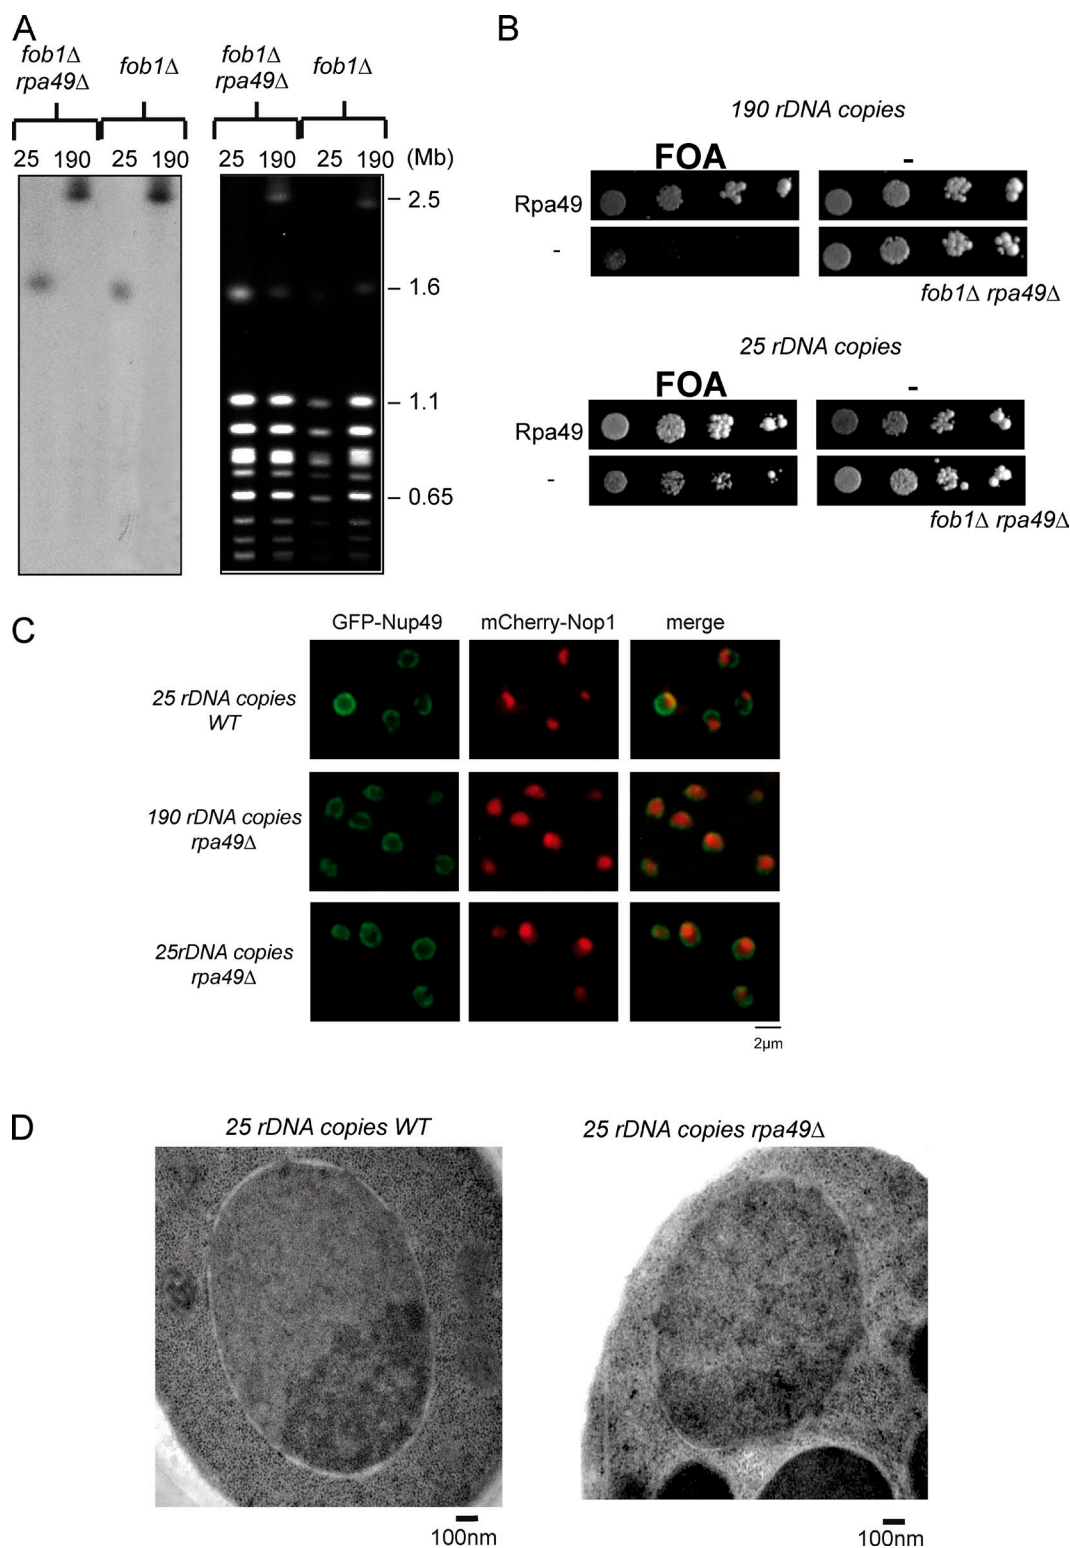 A
fob1Δ rpa49Δ fob1Δ fob1Δ rpa49Δ fob1Δ
25 190 25 190 25 190 25 190 (Mb)
2.5
1.6
1.1
0.65
B
190 rDNA copies
FOA -
Rpa49
-
fob1Δ rpa49Δ
25 rDNA copies
FOA -
Rpa49
-
fob1Δ rpa49Δ
C
GFP-Nup49 mCherry-Nop1 merge
25 rDNA copies
WT
190 rDNA copies
rpa49Δ
25rDNA copies
rpa49Δ
2µm
D
25 rDNA copies WT 25 rDNA copies rpa49Δ
100nm 100nm